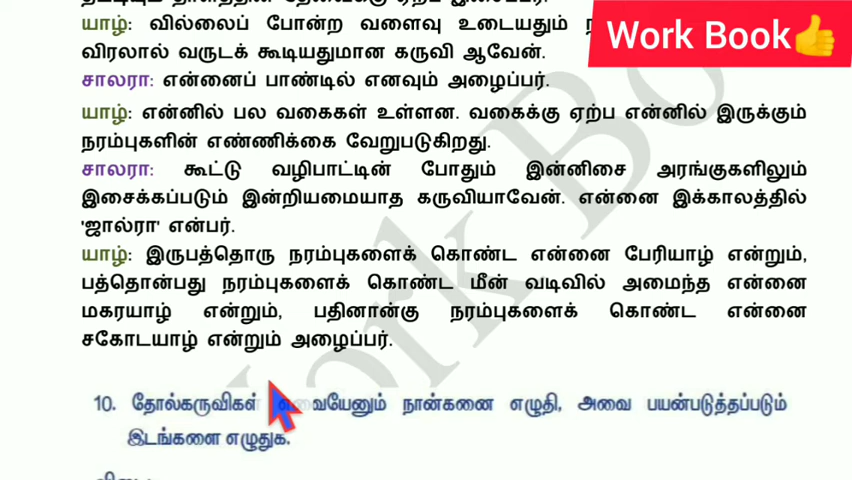 யாழ்: வில்லைப் போன்ற வளைவு உடையதும்
விரலால் வருடக் கூடியதுமான கருவி ஆவேன்.
Work Book👍
சாலரா: என்னைப் பாண்டில் எனவும் அழைப்பர்.
யாழ்: என்னில் பல வகைகள் உள்ளன. வகைக்கு ஏற்ப என்னில் இருக்கும்
நரம்புகளின் எண்ணிக்கை வேறுபடுகிறது.
சாலரா: கூட்டு வழிபாட்டின் போதும் இன்னிசை அரங்குகளிலும்
இசைக்கப்படும் இன்றியமையாத கருவியாவேன். என்னை இக்காலத்தில்
'ஜால்ரா' என்பர்.
யாழ்: இருபத்தொரு நரம்புகளைக் கொண்ட என்னை பேரியாழ் என்றும்,
பத்தொன்பது நரம்புகளைக் கொண்ட மீன் வடிவில் அமைந்த என்னை
மகரயாழ் என்றும், பதினான்கு நரம்புகளைக் கொண்ட என்னை
சகோடயாழ் என்றும் அழைப்பர்.
10. தோல்கருவிகள் நான்கனை எழுதி, அவை பயன்படுத்தப்படும்
இடங்களை எழுதுக.